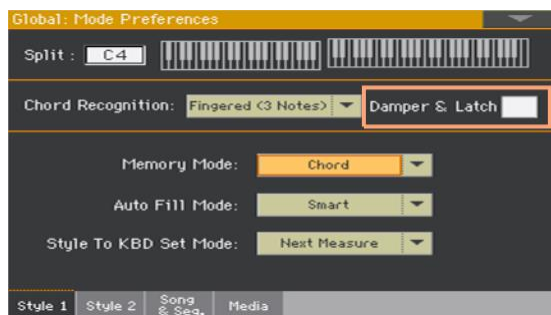 Global: Mode Preferences
Split : C4
Chord Recognition: Fingered (3 Notes) Damper & Latch
Memory Mode: Chord
Auto Fill Mode: Smart
Style To KBD Set Mode: Next Measure
Style 1 Style 2 Song & Seq. Media